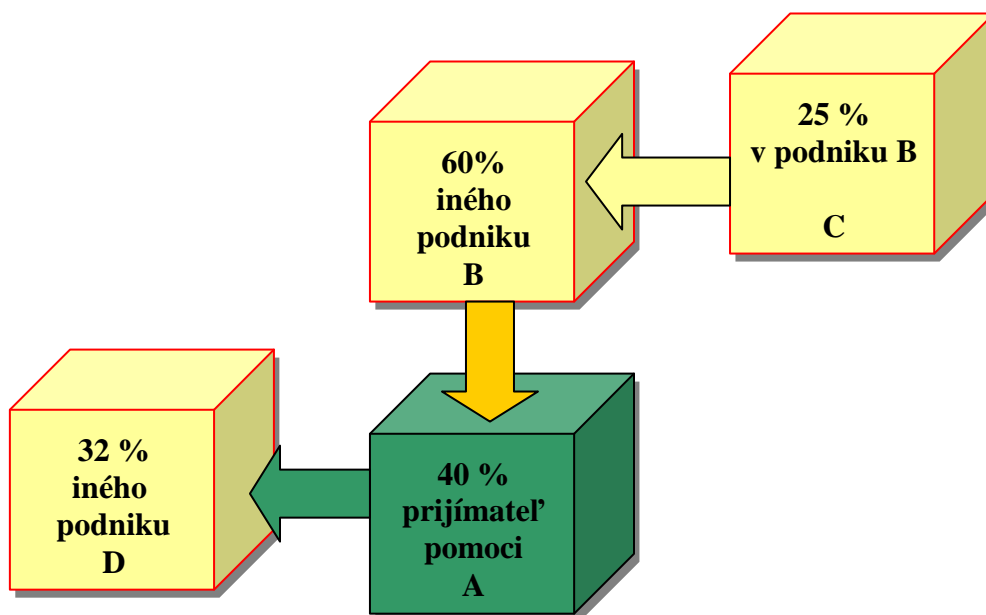 25 %
v podniku B
C
60%
iného
podniku
B
32 %
iného
podniku
D
40 %
prijímateľ
pomoci
A